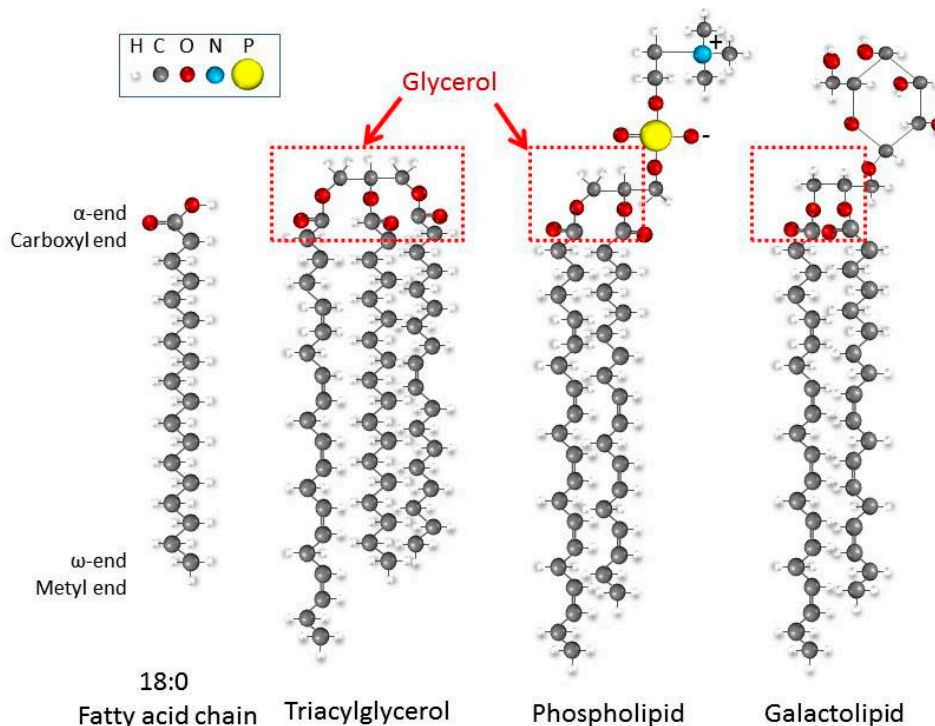 H C O N P
Glycerol
+
-
α-end
Carboxyl end
ω-end
Metyl end
18:0
Fatty acid chain
Triacylglycerol
Phospholipid
Galactolipid